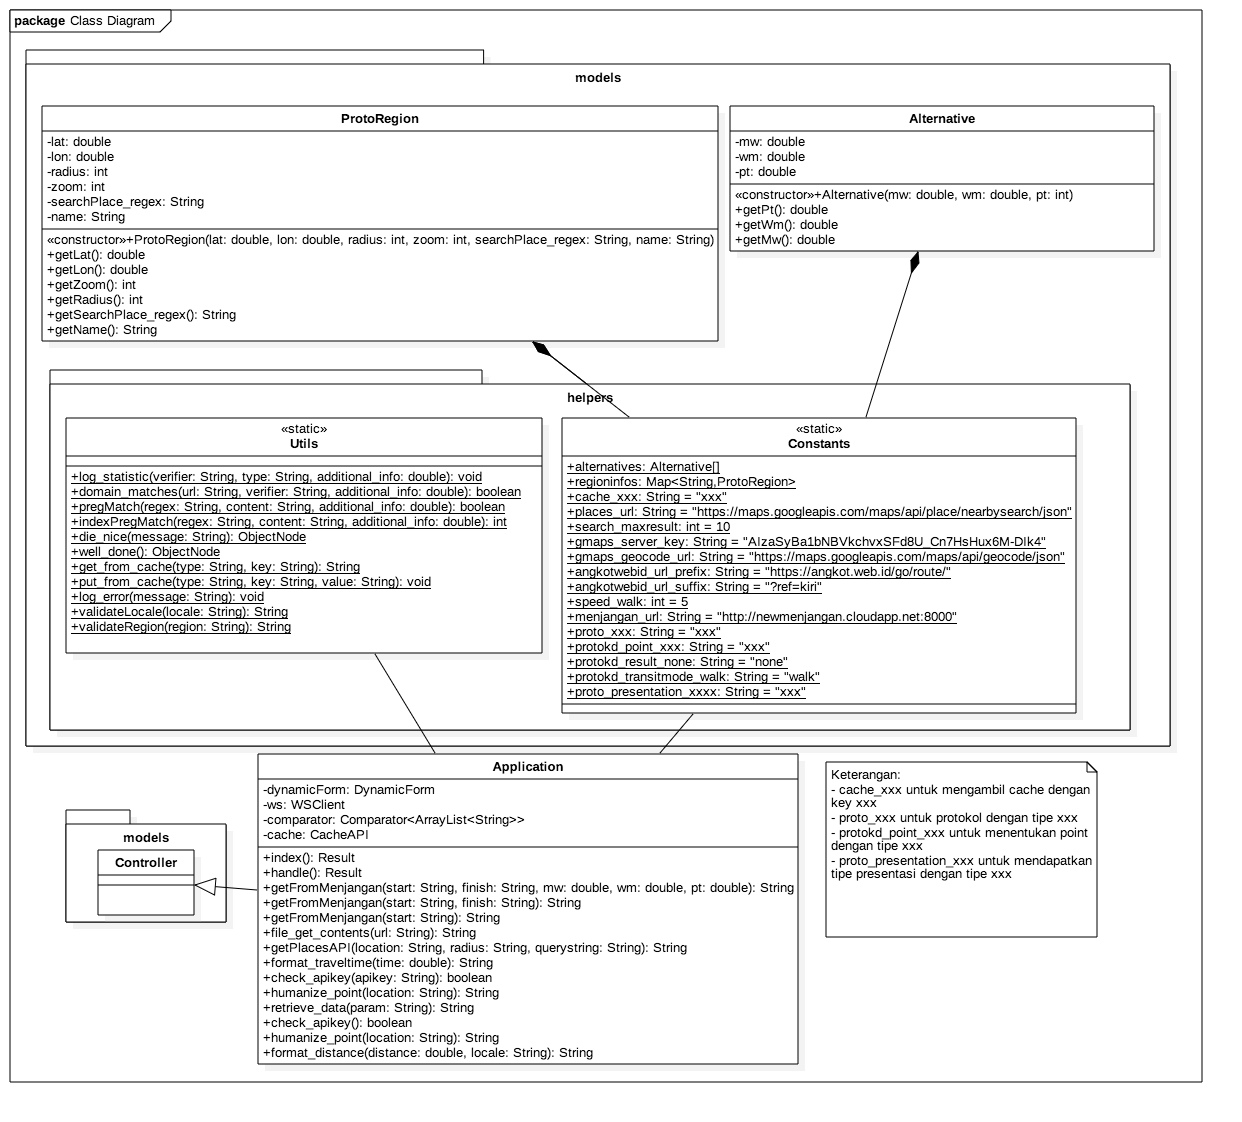 package Class Diagram
models
ProtoRegion
-lat: double
-lon: double
-radius: int
-zoom: int
-searchPlace_regex: String
-name: String
«constructor»+ProtoRegion(lat: double, lon: double, radius: int, zoom: int, searchPlace_regex: String, name: String)
+getLat(): double
+getLon(): double
+getZoom(): int
+getRadius(): int
+getSearchPlace_regex(): String
+getName(): String
Alternative
-mw: double
-wm: double
-pt: double
«constructor»+Alternative(mw: double, wm: double, pt: int)
+getPt(): double
+getWm(): double
+getMw(): double
helpers
«static»
Utils
+log_statistic(verifier: String, type: String, additional_info: double): void
+domain_matches(url: String, verifier: String, additional_info: double): boolean
+pregMatch(regex: String, content: String, additional_info: double): boolean
+indexPregMatch(regex: String, content: String, additional_info: double): int
+die_nice(message: String): ObjectNode
+well_done(): ObjectNode
+get_from_cache(type: String, key: String): String
+put_from_cache(type: String, key: String, value: String): void
+log_error(message: String): void
+validateLocale(locale: String): String
+validateRegion(region: String): String
«static»
Constants
+alternatives: Alternative[]
+regioninfos: Map<String,ProtoRegion>
+cache_xxx: String = "xxx"
+places_url: String = "https://maps.googleapis.com/maps/api/place/nearbysearch/json"
+search_maxresult: int = 10
+gmaps_server_key: String = "AIzaSyBa1bNBVkchvxSFd8U_Cn7HsHux6M-DIk4"
+gmaps_geocode_url: String = "https://maps.googleapis.com/maps/api/geocode/json"
+angkotwebid_url_prefix: String = "https://angkot.web.id/go/route/"
+angkotwebid_url_suffix: String = "?ref=kiri"
+speed_walk: int = 5
+menjangan_url: String = "http://newmenjangan.cloudapp.net:8000"
+proto_xxx: String = "xxx"
+protokd_point_xxx: String = "xxx"
+protokd_result_none: String = "none"
+protokd_transitmode_walk: String = "walk"
+proto_presentation_xxxx: String = "xxx"
models
Controller
Application
-dynamicForm: DynamicForm
-ws: WSClient
-comparator: Comparator<ArrayList<String>>
-cache: CacheAPI
+index(): Result
+handle(): Result
+getFromMenjangan(start: String, finish: String, mw: double, wm: double, pt: double): String
+getFromMenjangan(start: String, finish: String): String
+getFromMenjangan(start: String): String
+file_get_contents(url: String): String
+getPlacesAPI(location: String, radius: String, querystring: String): String
+format_traveltime(time: double): String
+check_apikey(apikey: String): boolean
+humanize_point(location: String): String
+retrieve_data(param: String): String
+check_apikey(): boolean
+humanize_point(location: String): String
+format_distance(distance: double, locale: String): String
Keterangan:
- cache_xxx untuk mengambil cache dengan
key xxx
- proto_xxx untuk protokol dengan tipe xxx
- protokd_point_xxx untuk menentukan point
dengan tipe xxx
- proto_presentation_xxx untuk mendapatkan
tipe presentasi dengan tipe xxx